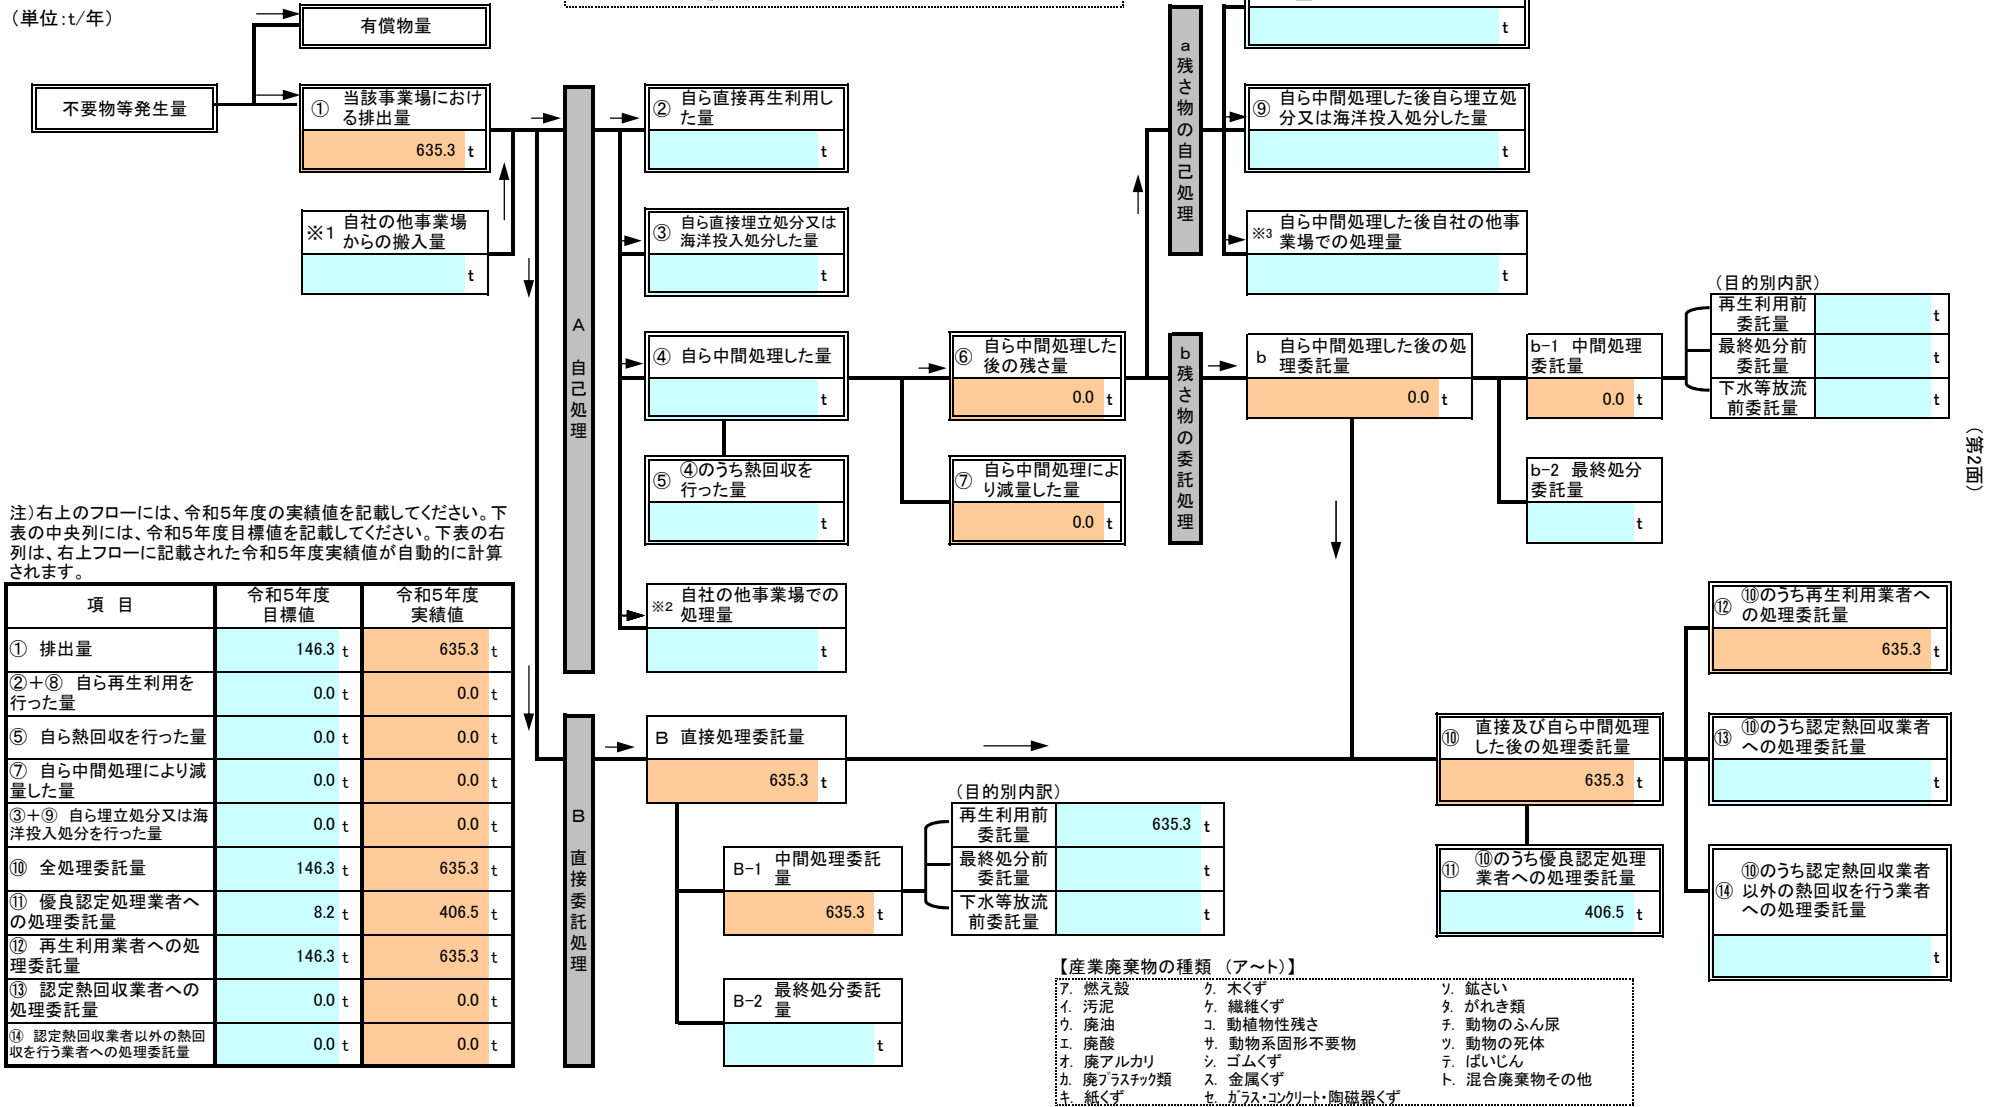 （単位：t/年）
有償物量
不要物等発生量
① 当該事業場におけ
る排出量
635.3 t
※1 自社の他事業場
からの搬入量
t
A 自己処理
② 自ら直接再生利用し
た量
t
③ 自ら直接埋立処分又は
海洋投入処分した量
t
④ 自ら中間処理した量
t
⑤ ④のうち熱回収を
行った量
t
※2 自社の他事業場での
処理量
t
⑥ 自ら中間処理した
後の残さ量
0.0 t
⑦ 自ら中間処理によ
り減量した量
0.0 t
a 残さ物の自己処理
t
⑨ 自ら中間処理した後自ら埋立処
分又は海洋投入処分した量
t
※3 自ら中間処理した後自社の他事
業場での処理量
t
b 残さ物の委託処理
b 自ら中間処理した後の処
理委託量
0.0 t
b-1 中間処理
委託量
0.0 t
b-2 最終処分
委託量
t
（目的別内訳）
再生利用前
委託量
t
最終処分前
委託量
t
下水等放流
前委託量
t
（第2面）
注）右上のフローには、令和5年度の実績値を記載してください。下
表の中央列には、令和5年度目標値を記載してください。下表の右
列は、右上フローに記載された令和5年度実績値が自動的に計算
されます。
項 目
令和5年度
目標値
令和5年度
実績値
① 排出量 146.3 t 635.3 t
②＋⑧ 自ら再生利用を
行った量 0.0 t 0.0 t
⑤ 自ら熱回収を行った量 0.0 t 0.0 t
⑦ 自ら中間処理により減
量した量 0.0 t 0.0 t
③＋⑨ 自ら埋立処分又は海
洋投入処分を行った量 0.0 t 0.0 t
⑩ 全処理委託量 146.3 t 635.3 t
⑪ 優良認定処理業者へ
の処理委託量 8.2 t 406.5 t
⑫ 再生利用業者への処
理委託量 146.3 t 635.3 t
⑬ 認定熱回収業者への
処理委託量 0.0 t 0.0 t
⑭ 認定熱回収業者以外の熱回
収を行う業者への処理委託量 0.0 t 0.0 t
B 直接委託処理
B 直接処理委託量
635.3 t
B-1 中間処理委託
量
635.3 t
B-2 最終処分委託
量
t
（目的別内訳）
再生利用前
委託量
635.3 t
最終処分前
委託量
t
下水等放流
前委託量
t
⑩ 直接及び自ら中間処理
した後の処理委託量
635.3 t
⑪ ⑩のうち優良認定処理
業者への処理委託量
406.5 t
⑫ ⑩のうち再生利用業者へ
の処理委託量
635.3 t
⑬ ⑩のうち認定熱回収業者
への処理委託量
t
⑭ ⑩のうち認定熱回収業者
以外の熱回収を行う業者
への処理委託量
t
【産業廃棄物の種類 （ア～ト）】
ア. 燃え殻 ク. 木くず ソ. 鉱さい
イ. 汚泥 ケ. 繊維くず タ. がれき類
ウ. 廃油 コ. 動植物性残さ チ. 動物のふん尿
エ. 廃酸 サ. 動物系固形不要物 ツ. 動物の死体
オ. 廃アルカリ シ. ゴムくず テ. ばいじん
カ. 廃プラスチック類 ス. 金属くず ト. 混合廃棄物その他
キ. 紙くず セ. ガラス・コンクリート・陶磁器くず